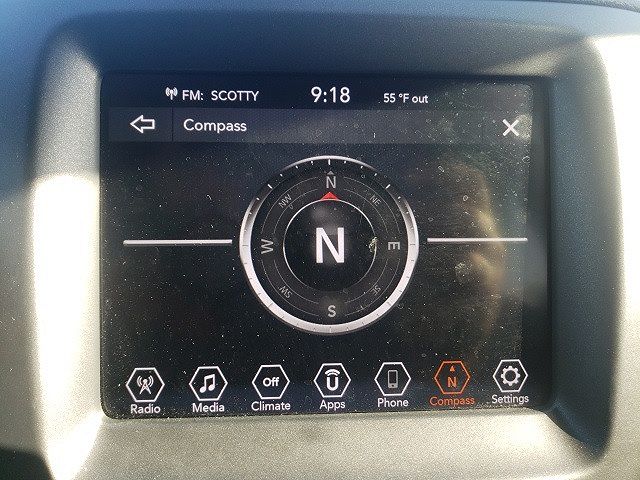 FM: SCOTTY 9:18 55 °F out
Compass X
N
NW NE
W N E
SW SE
S
Off U N
Radio Media Climate Apps Phone Compass Settings